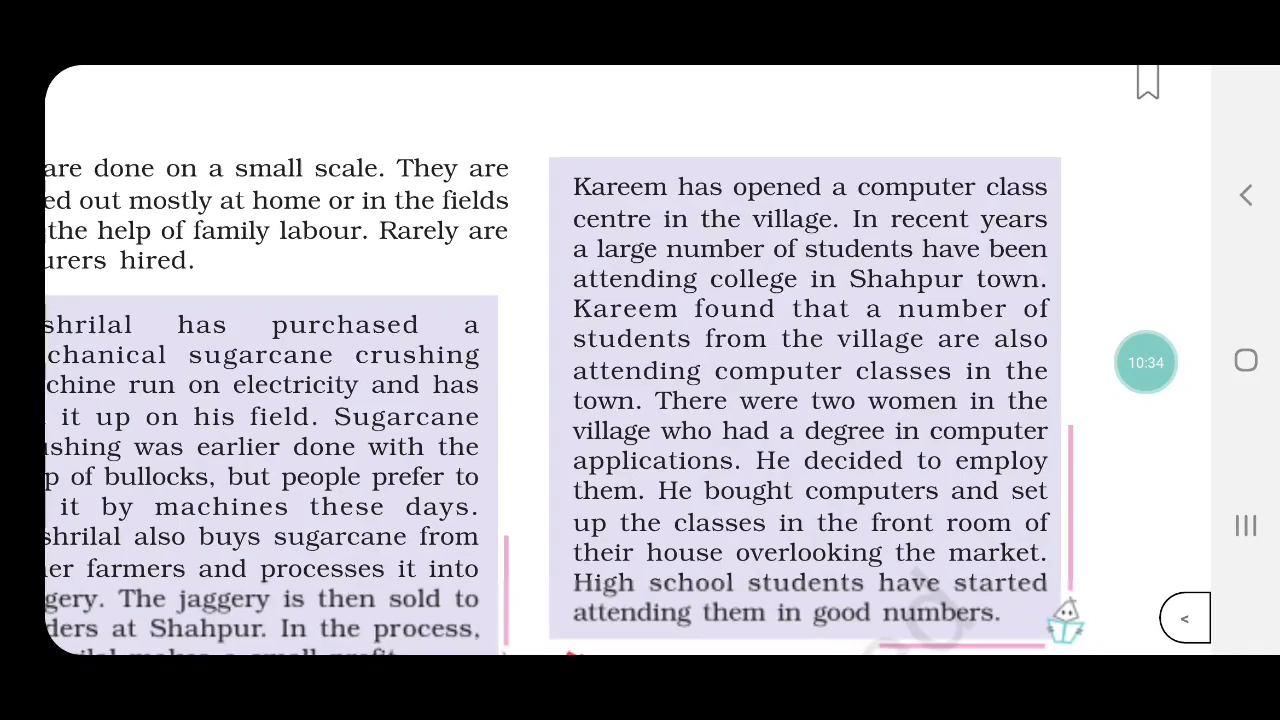 are done on a small scale. They are
ed out mostly at home or in the fields
the help of family labour. Rarely are
urers hired.
shrilal has purchased a
chanical sugarcane crushing
chine run on electricity and has
it up on his field. Sugarcane
shing was earlier done with the
p of bullocks, but people prefer to
it by machines these days.
shrilal also buys sugarcane from
er farmers and processes it into
gery. The jaggery is then sold to
ders at Shahpur. In the process,
makes a small profit
Kareem has opened a computer class
centre in the village. In recent years
a large number of students have been
attending college in Shahpur town.
Kareem found that a number of
students from the village are also
attending computer classes in the
town. There were two women in the
village who had a degree in computer
applications. He decided to employ
them. He bought computers and set
up the classes in the front room of
their house overlooking the market.
High school students have started
attending them in good numbers.
10:34
<